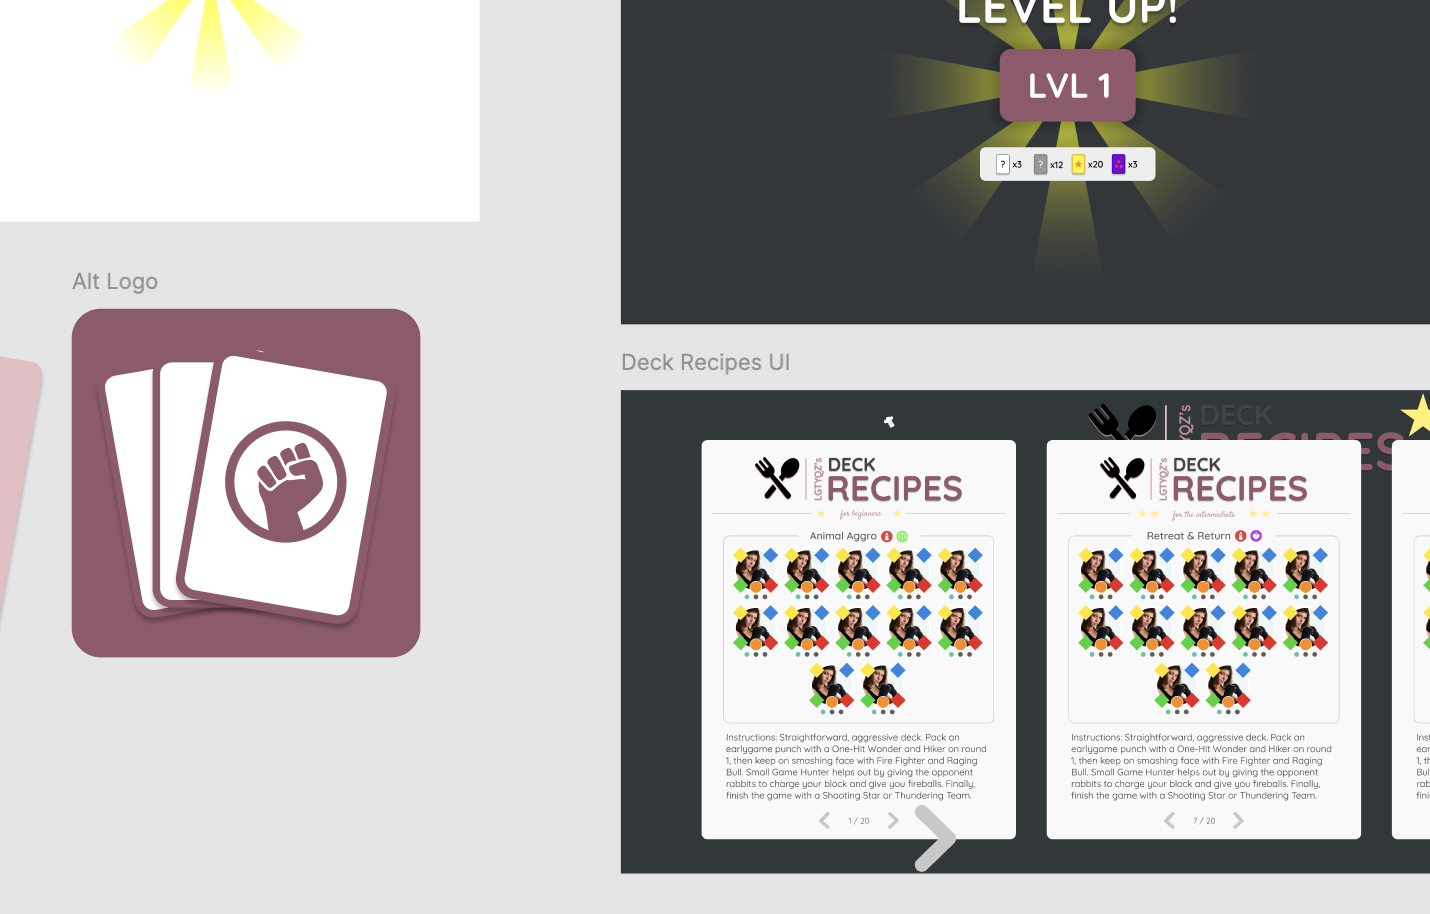 LEVEL UP!
LVL 1
? x3 ? x12 x20 x3
Alt Logo
Deck Recipes UI
DECK
RECIPES
LGTYQZ's
DECK
RECIPES
for beginners
Animal Aggro
Instructions: Straightforward, aggressive deck. Pack an
earlygame punch with a One-Hit Wonder and Hiker on round
1, then keep on smashing face with Fire Fighter and Raging
Bull. Small Game Hunter helps out by giving the opponent
rabbits to charge your block and give you fireballs. Finally,
finish the game with a Shooting Star or Thundering Team.
1 / 20
LGTYQZ's
DECK
RECIPES
for the intermediate
Retreat & Return
Instructions: Straightforward, aggressive deck. Pack an
earlygame punch with a One-Hit Wonder and Hiker on round
1, then keep on smashing face with Fire Fighter and Raging
Bull. Small Game Hunter helps out by giving the opponent
rabbits to charge your block and give you fireballs. Finally,
finish the game with a Shooting Star or Thundering Team.
7 / 20